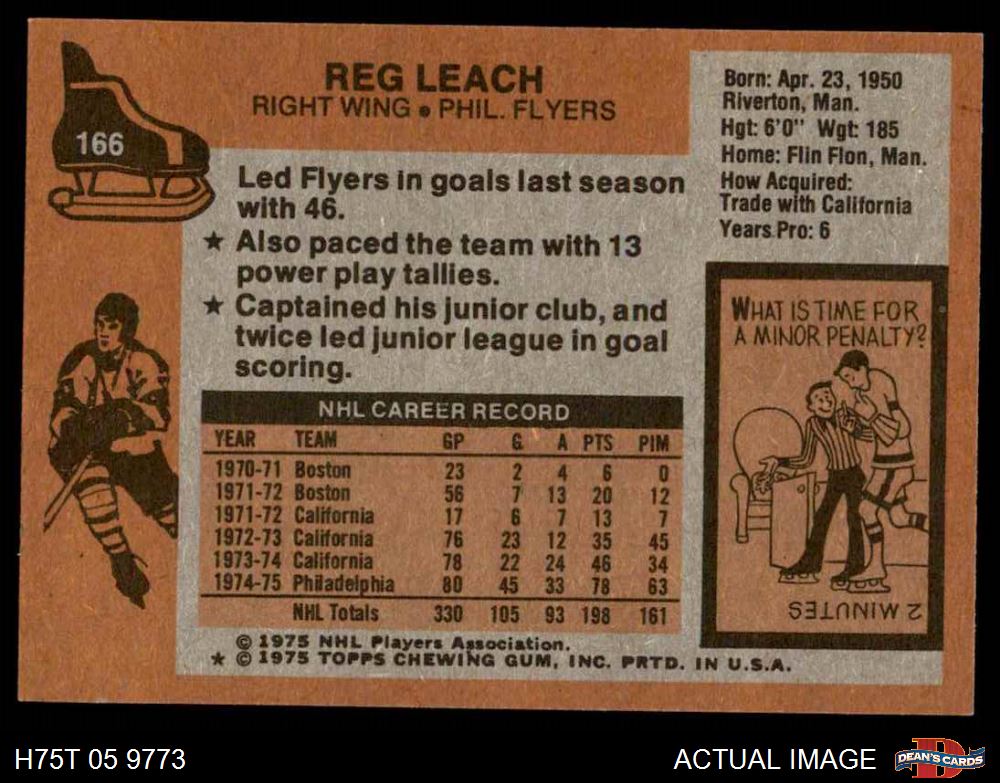 166
REG LEACH
RIGHT WING • PHIL. FLYERS
Led Flyers in goals last season
with 46.
★ Also paced the team with 13
power play tallies.
★ Captained his junior club, and
twice led junior league in goal
scoring.
Born: Apr. 23, 1950
Riverton, Man.
Hgt: 6'0" Wgt: 185
Home: Flin Flon, Man.
How Acquired:
Trade with California
Years Pro: 6
WHAT IS TIME FOR
A MINOR PENALTY?
2 MINUTES
NHL CAREER RECORD
YEAR TEAM GP G A PTS PIM
1970-71 Boston 23 2 4 6 0
1971-72 Boston 56 7 13 20 12
1971-72 California 17 6 7 13 7
1972-73 California 76 23 12 35 45
1973-74 California 78 22 24 46 34
1974-75 Philadelphia 80 45 33 78 63
NHL Totals 330 105 93 198 161
© 1975 NHL Players Association.
★ © 1975 TOPPS CHEWING GUM, INC. PRTD. IN U.S.A.
H75T 05 9773
ACTUAL IMAGE
D
DEAN'S CARDS